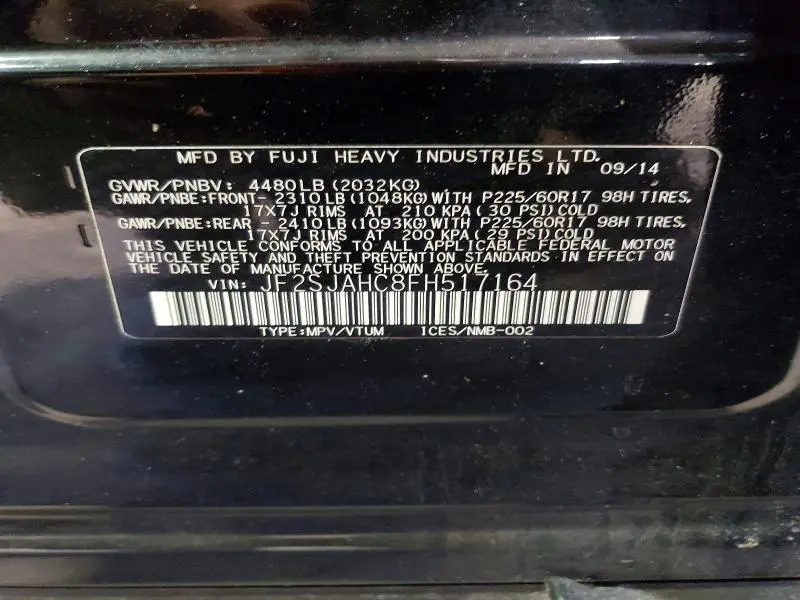 MFD BY FUJI HEAVY INDUSTRIES LTD.
MFD IN 09/14
GVWR/PNBV: 4480LB(2032KG)
GAWR/PNBE:FRONT- 2310LB(1048KG)WITH P225/60R17 98H TIRES,
17X7J RIMS AT 210 KPA(30 PSI)COLD
GAWR/PNBE:REAR - 2410LB(1093KG)WITH P225/60R17 98H TIRES,
17X7J RIMS AT 200 KPA(29 PSI)COLD
THIS VEHICLE CONFORMS TO ALL APPLICABLE FEDERAL MOTOR
VEHICLE SAFETY AND THEFT PREVENTION STANDARDS IN EFFECT ON
THE DATE OF MANUFACTURE SHOWN ABOVE.
VIN: JF2SJAHC8FH517164
TYPE:MPV/VTUM ICES/NMB-002